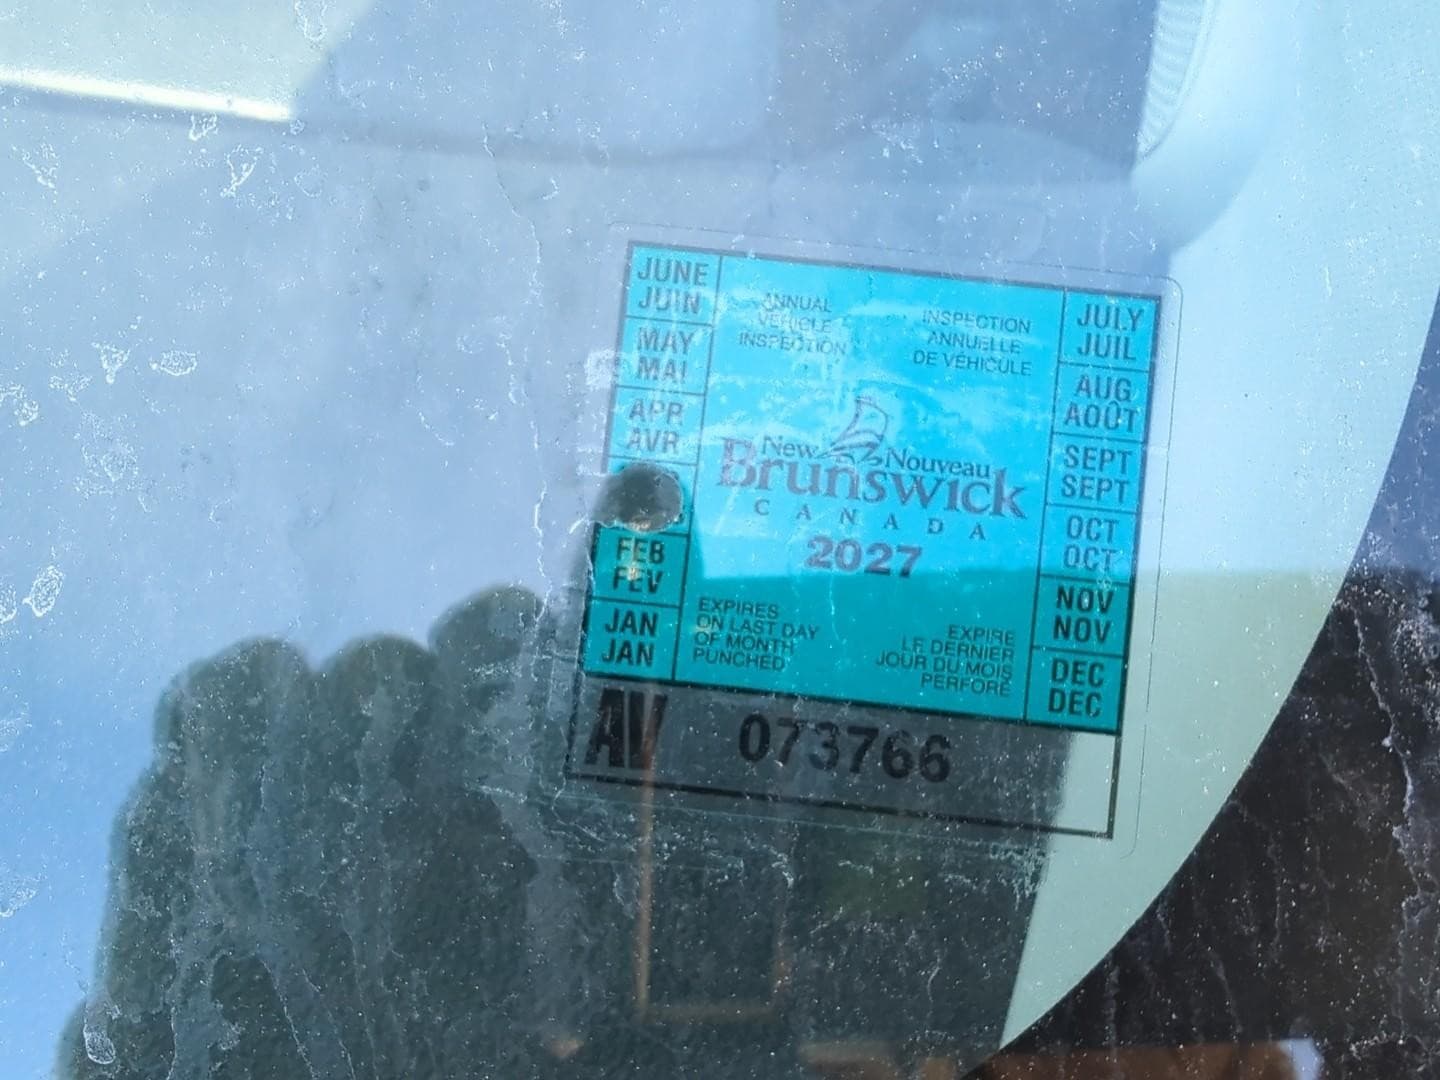 JUNE
JUIN
MAY
MAI
APR
AVR
FEB
FEV
JAN
JAN
ANNUAL
VEHICLE
INSPECTION
INSPECTION
ANNUELLE
DE VÉHICULE
New Nouveau
Brunswick
CANADA
2027
EXPIRES
ON LAST DAY
OF MONTH
PUNCHED
EXPIRE
LE DERNIER
JOUR DU MOIS
PERFORÉ
JULY
JUIL
AUG
AOÛT
SEPT
SEPT
OCT
OCT
NOV
NOV
DEC
DEC
AV 073766